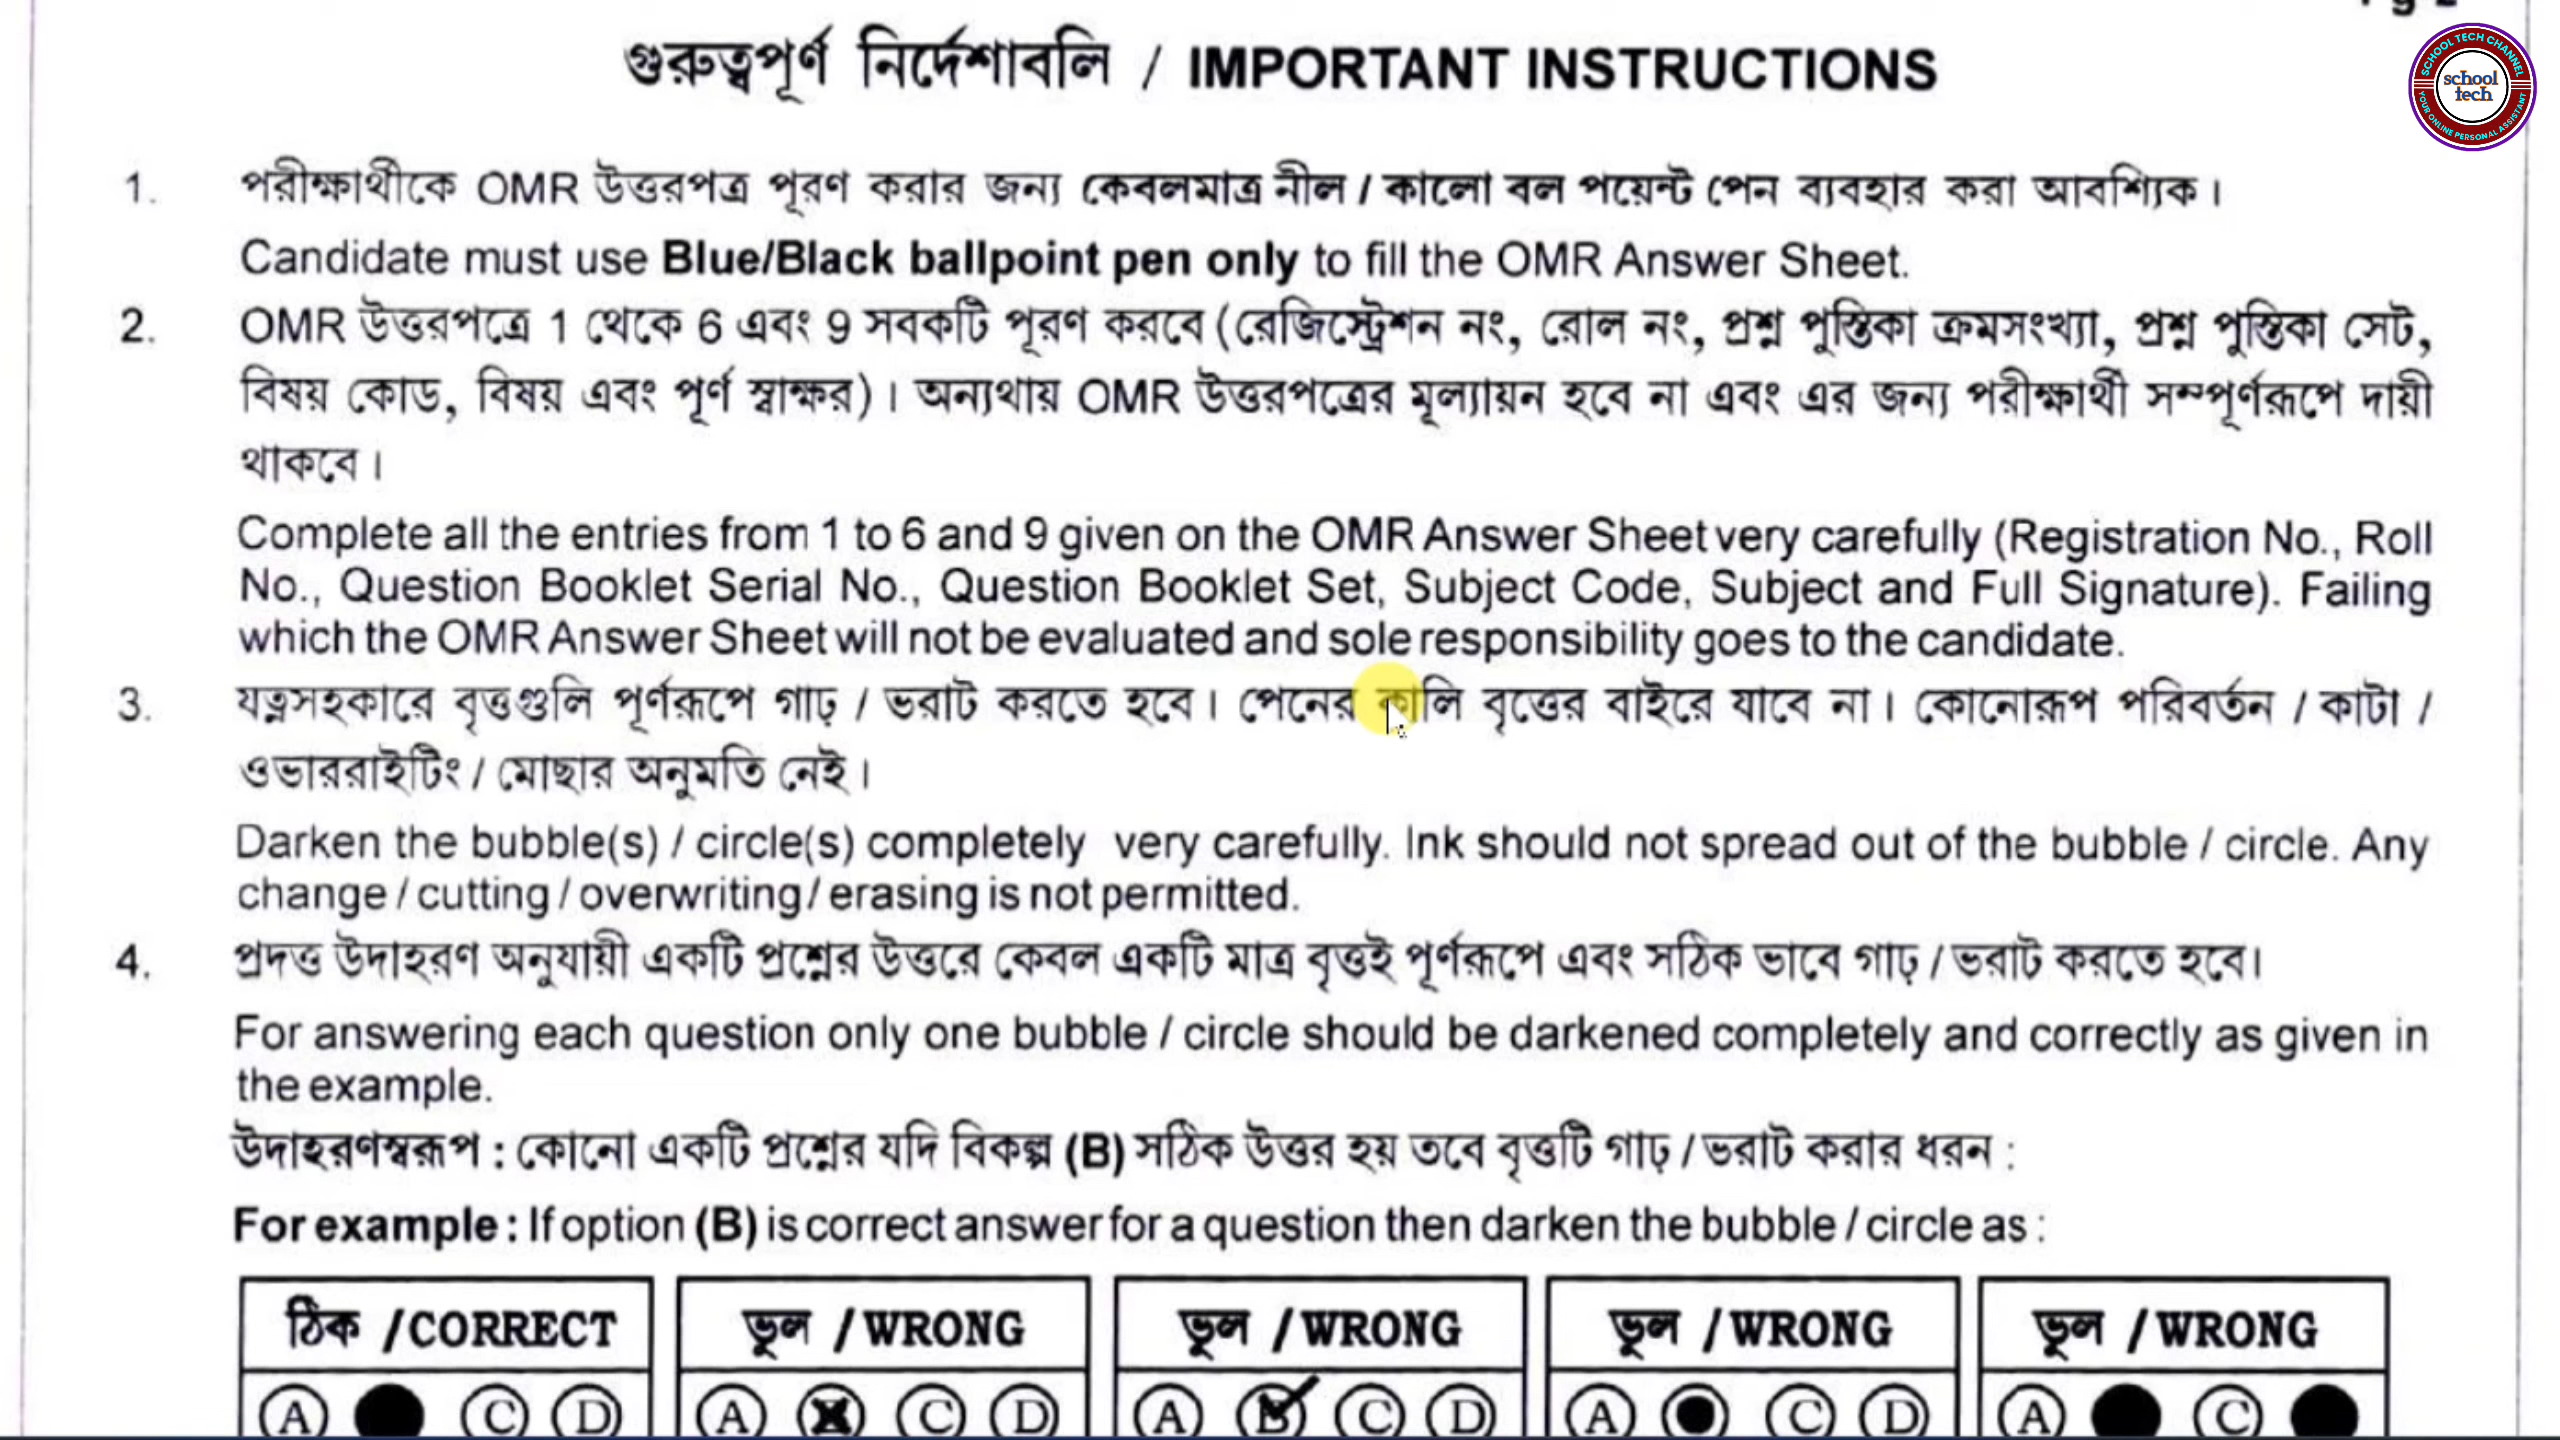 গুরুত্বপূর্ণ নির্দেশাবলি / IMPORTANT INSTRUCTIONS
SCHOOL TECH CHANNEL
school
tech
YOUR ONLINE PERSONAL ASSISTANT
1. পরীক্ষার্থীকে OMR উত্তরপত্র পূরণ করার জন্য কেবলমাত্র নীল / কালো বল পয়েন্ট পেন ব্যবহার করা আবশ্যিক।
Candidate must use Blue/Black ballpoint pen only to fill the OMR Answer Sheet.
2. OMR উত্তরপত্রে 1 থেকে 6 এবং 9 সবকটি পূরণ করবে (রেজিস্ট্রেশন নং, রোল নং, প্রশ্ন পুস্তিকা ক্রমসংখ্যা, প্রশ্ন পুস্তিকা সেট,
বিষয় কোড, বিষয় এবং পূর্ণ স্বাক্ষর)। অন্যথায় OMR উত্তরপত্রের মূল্যায়ন হবে না এবং এর জন্য পরীক্ষার্থী সম্পূর্ণরূপে দায়ী
থাকবে।
Complete all the entries from 1 to 6 and 9 given on the OMR Answer Sheet very carefully (Registration No., Roll
No., Question Booklet Serial No., Question Booklet Set, Subject Code, Subject and Full Signature). Failing
which the OMR Answer Sheet will not be evaluated and sole responsibility goes to the candidate.
3. যত্নসহকারে বৃত্তগুলি পূর্ণরূপে গাঢ় / ভরাট করতে হবে। পেনের কালি বৃত্তের বাইরে যাবে না। কোনোরূপ পরিবর্তন / কাটা /
ওভাররাইটিং / মোছার অনুমতি নেই।
Darken the bubble(s) / circle(s) completely very carefully. Ink should not spread out of the bubble / circle. Any
change / cutting / overwriting / erasing is not permitted.
4. প্রদত্ত উদাহরণ অনুযায়ী একটি প্রশ্নের উত্তরে কেবল একটি মাত্র বৃত্তই পূর্ণরূপে এবং সঠিক ভাবে গাঢ় / ভরাট করতে হবে।
For answering each question only one bubble / circle should be darkened completely and correctly as given in
the example.
উদাহরণস্বরূপ : কোনো একটি প্রশ্নের যদি বিকল্প (B) সঠিক উত্তর হয় তবে বৃত্তটি গাঢ় / ভরাট করার ধরন :
For example : If option (B) is correct answer for a question then darken the bubble / circle as :
ঠিক / CORRECT ভুল / WRONG ভুল / WRONG ভুল / WRONG ভুল / WRONG
A C D A C D A B C D A C D A C